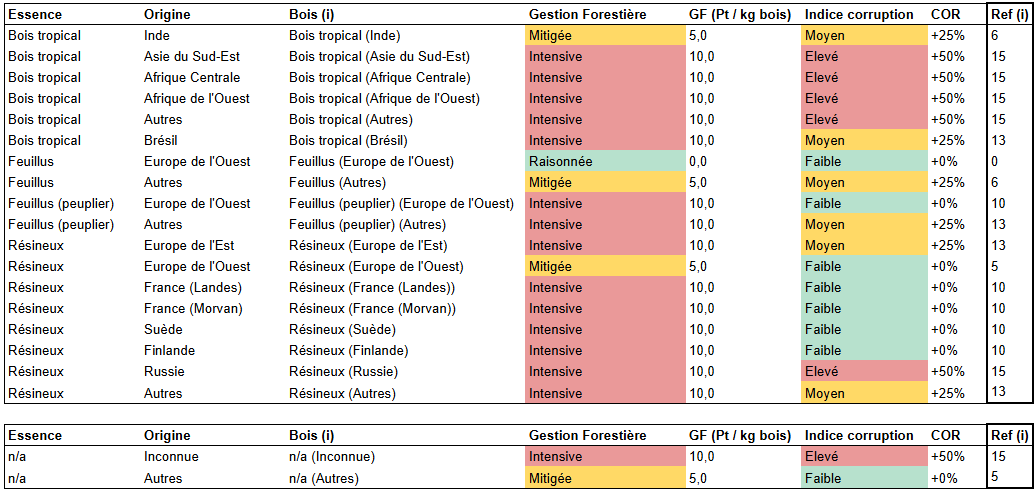 Essence Origine Bois (i) Gestion Forestière GF (Pt / kg bois) Indice corruption COR Ref (i)
Bois tropical Inde Bois tropical (Inde) Mitigée 5,0 Moyen +25% 6
Bois tropical Asie du Sud-Est Bois tropical (Asie du Sud-Est) Intensive 10,0 Elevé +50% 15
Bois tropical Afrique Centrale Bois tropical (Afrique Centrale) Intensive 10,0 Elevé +50% 15
Bois tropical Afrique de l'Ouest Bois tropical (Afrique de l'Ouest) Intensive 10,0 Elevé +50% 15
Bois tropical Autres Bois tropical (Autres) Intensive 10,0 Elevé +50% 15
Bois tropical Brésil Bois tropical (Brésil) Intensive 10,0 Moyen +25% 13
Feuillus Europe de l'Ouest Feuillus (Europe de l'Ouest) Raisonnée 0,0 Faible +0% 0
Feuillus Autres Feuillus (Autres) Mitigée 5,0 Moyen +25% 6
Feuillus (peuplier) Europe de l'Ouest Feuillus (peuplier) (Europe de l'Ouest) Intensive 10,0 Faible +0% 10
Feuillus (peuplier) Autres Feuillus (peuplier) (Autres) Intensive 10,0 Moyen +25% 13
Résineux Europe de l'Est Résineux (Europe de l'Est) Intensive 10,0 Moyen +25% 13
Résineux Europe de l'Ouest Résineux (Europe de l'Ouest) Mitigée 5,0 Faible +0% 5
Résineux France (Landes) Résineux (France (Landes)) Intensive 10,0 Faible +0% 10
Résineux France (Morvan) Résineux (France (Morvan)) Intensive 10,0 Faible +0% 10
Résineux Suède Résineux (Suède) Intensive 10,0 Faible +0% 10
Résineux Finlande Résineux (Finlande) Intensive 10,0 Faible +0% 10
Résineux Russie Résineux (Russie) Intensive 10,0 Elevé +50% 15
Résineux Autres Résineux (Autres) Intensive 10,0 Moyen +25% 13
Essence Origine Bois (i) Gestion Forestière GF (Pt / kg bois) Indice corruption COR Ref (i)
n/a Inconnue n/a (Inconnue) Intensive 10,0 Elevé +50% 15
n/a Autres n/a (Autres) Mitigée 5,0 Faible +0% 5